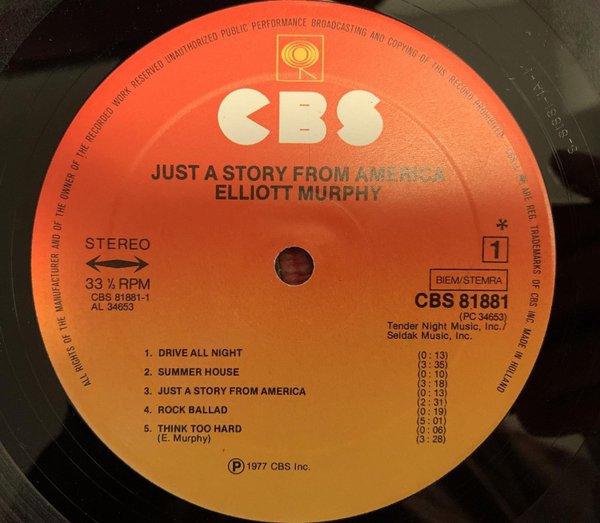 ALL RIGHTS OF THE MANUFACTURER AND OF THE OWNER OF THE RECORDED WORK RESERVED UNAUTHORIZED PUBLIC PERFORMANCE BROADCASTING AND COPYING OF THIS RECORD PROHIBITED
ARE REG. TRADEMARKS OF CBS INC. MADE IN HOLLAND
CBS
JUST A STORY FROM AMERICA
ELLIOTT MURPHY
STEREO
33 ⅓ RPM
CBS 81881-1
AL 34653
*
1
BIEM/STEMRA
CBS 81881
(PC 34653)
Tender Night Music, Inc./
Seidak Music, Inc.
(0 : 13)
1. DRIVE ALL NIGHT (3 : 35)
(0 : 10)
2. SUMMER HOUSE (3 : 18)
(0 : 13)
3. JUST A STORY FROM AMERICA (2 : 31)
(0 : 19)
4. ROCK BALLAD (5 : 01)
(0 : 06)
5. THINK TOO HARD (3 : 28)
(E. Murphy)
Ⓟ 1977 CBS Inc.